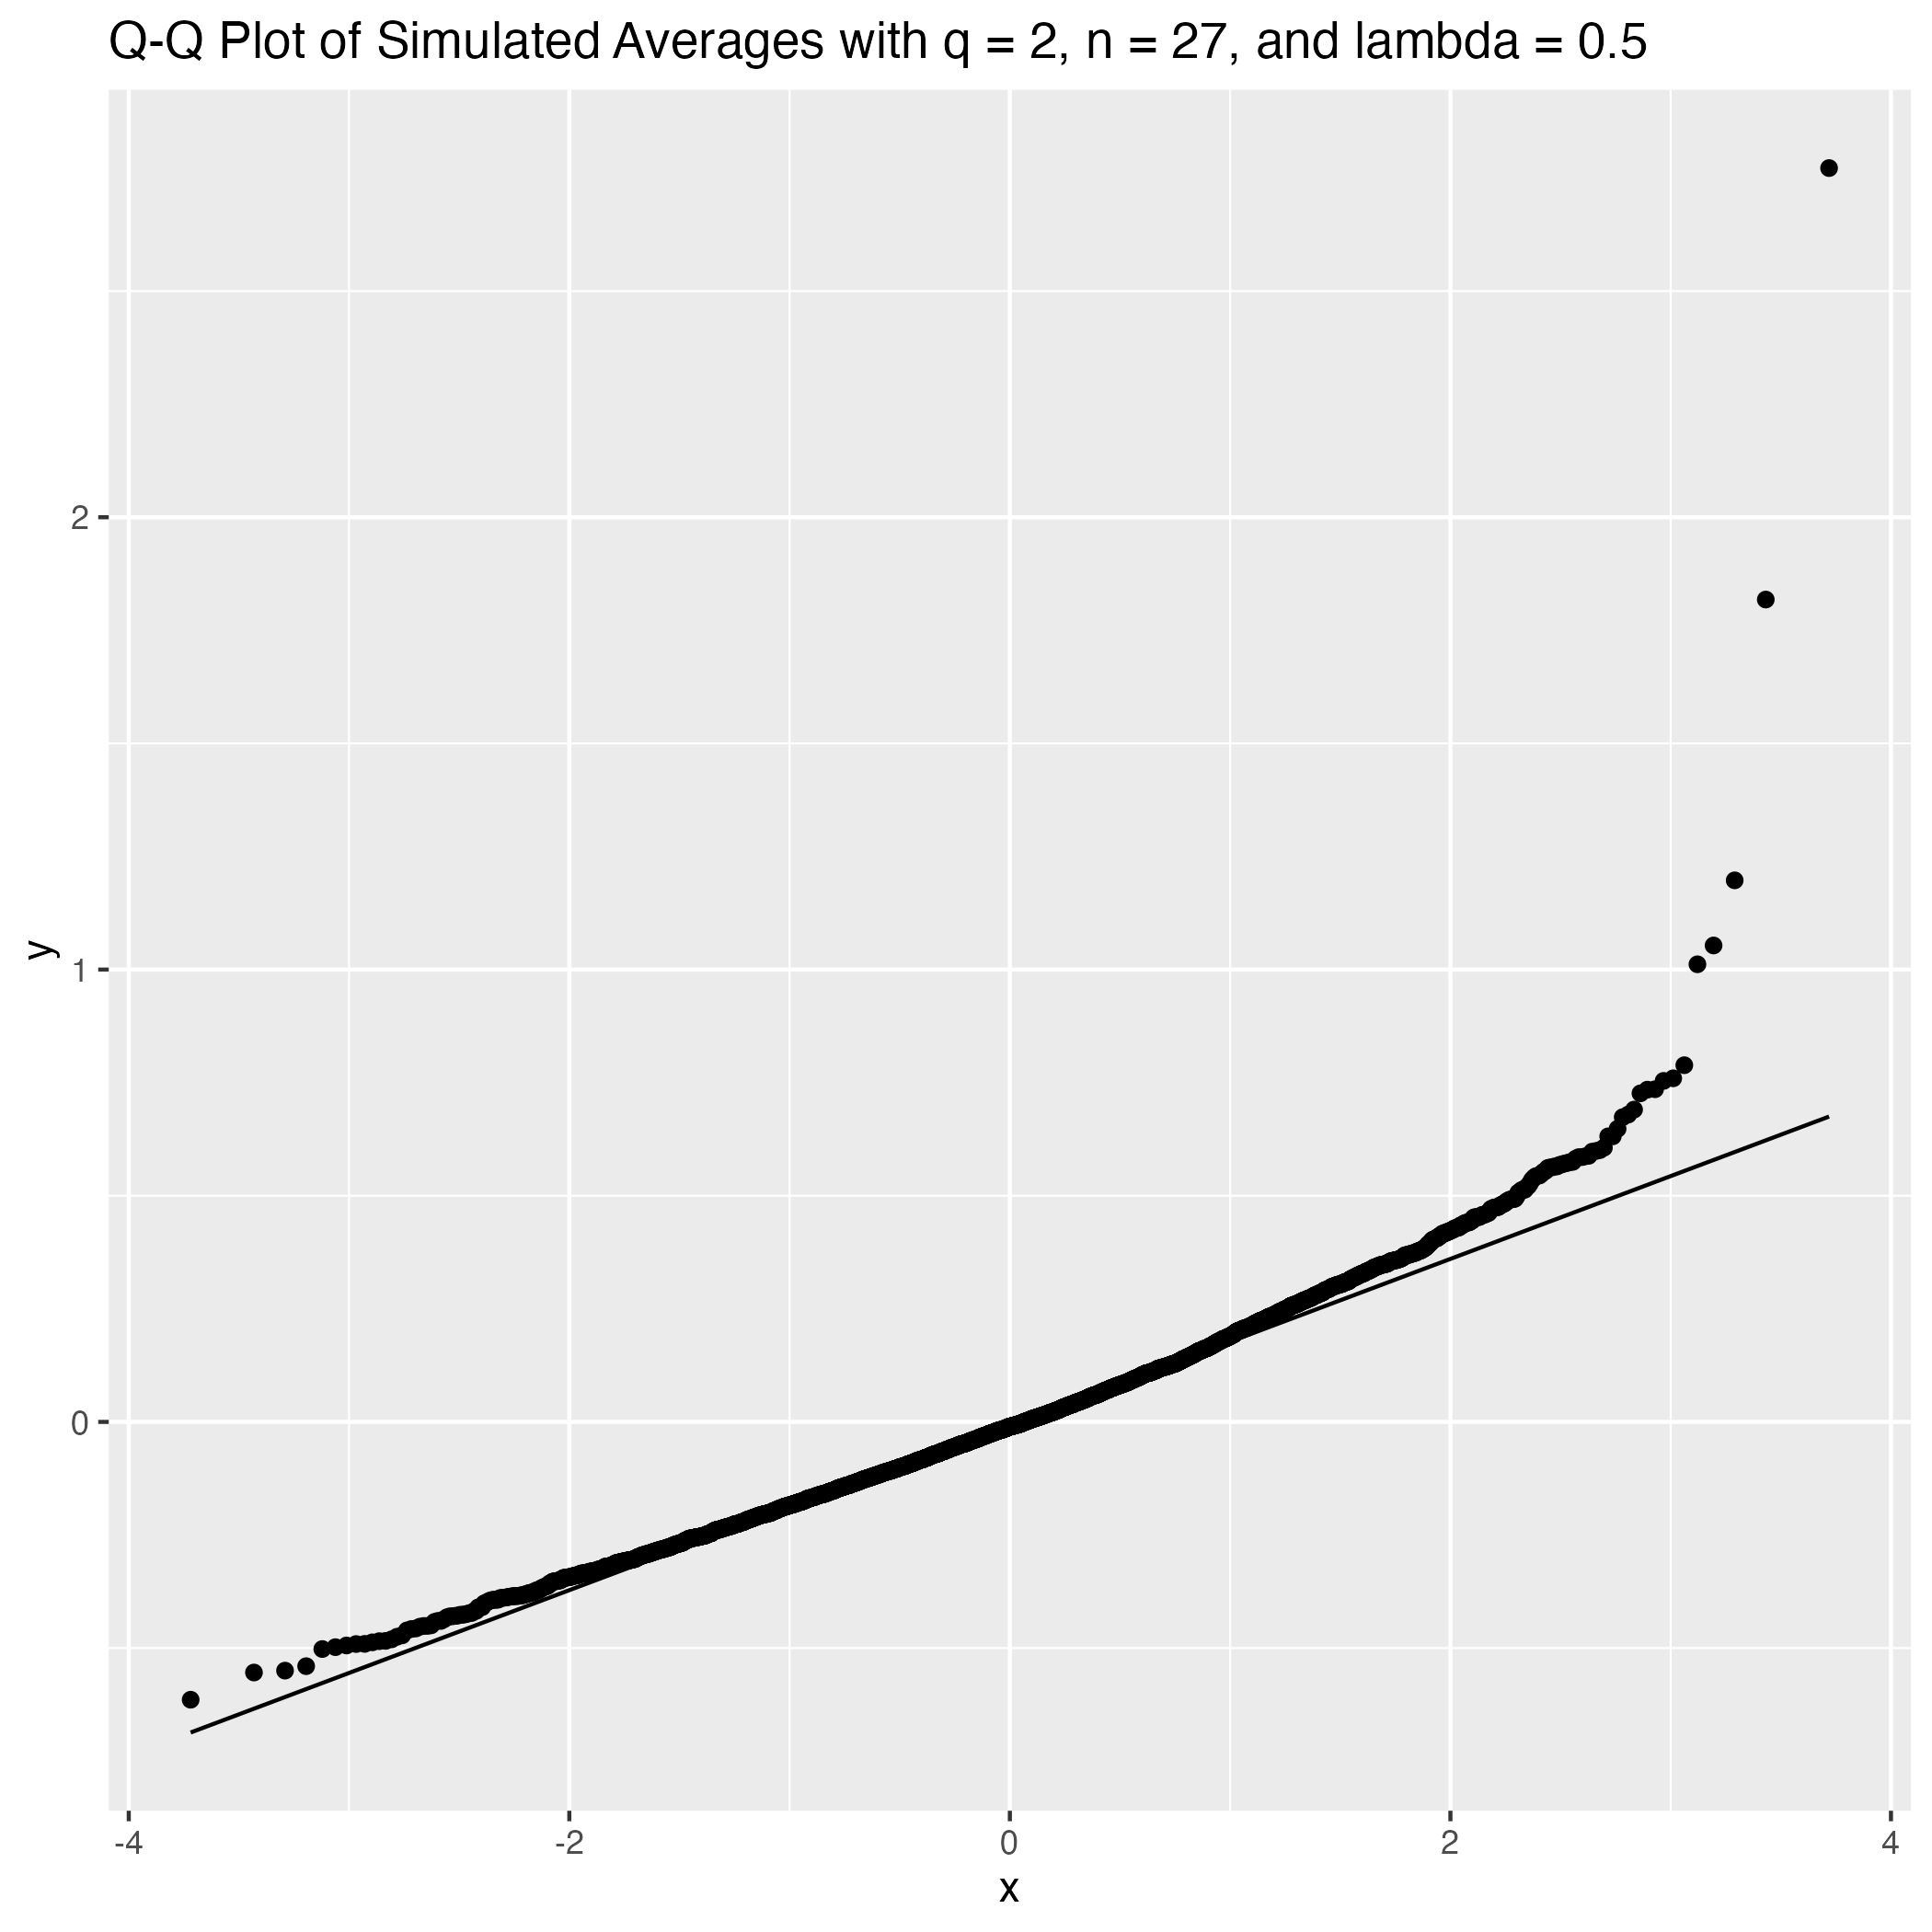 Q-Q Plot of Simulated Averages with q = 2, n = 27, and lambda = 0.5
2
1
0
y
-4 -2 0 2 4
x